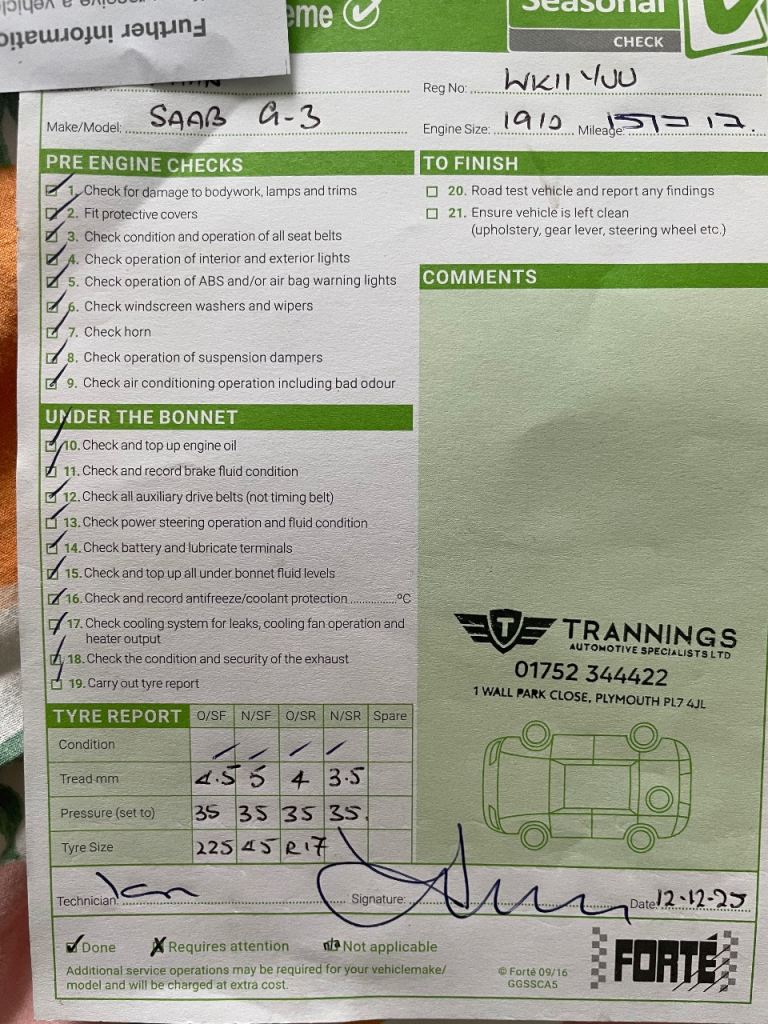 Further information
eme
Seasonal
CHECK
Reg No: WK11 YUU
Make/Model: SAAB 9-3
Engine Size: 1910 Mileage:
PRE ENGINE CHECKS
1. Check for damage to bodywork, lamps and trims
2. Fit protective covers
3. Check condition and operation of all seat belts
4. Check operation of interior and exterior lights
5. Check operation of ABS and/or air bag warning lights
6. Check windscreen washers and wipers
7. Check horn
8. Check operation of suspension dampers
9. Check air conditioning operation including bad odour
UNDER THE BONNET
10. Check and top up engine oil
11. Check and record brake fluid condition
12. Check all auxiliary drive belts (not timing belt)
13. Check power steering operation and fluid condition
14. Check battery and lubricate terminals
15. Check and top up all under bonnet fluid levels
16. Check and record antifreeze/coolant protection ..............ºC
17. Check cooling system for leaks, cooling fan operation and
heater output
18. Check the condition and security of the exhaust
19. Carry out tyre report
TO FINISH
20. Road test vehicle and report any findings
21. Ensure vehicle is left clean
(upholstery, gear lever, steering wheel etc.)
COMMENTS
T TRANNINGS
AUTOMOTIVE SPECIALISTS LTD
01752 344422
1 WALL PARK CLOSE, PLYMOUTH PL7 4JL
TYRE REPORT O/SF N/SF O/SR N/SR Spare
Condition
Tread mm 4.5 5 4 3.5
Pressure (set to) 35 35 35 35.
Tyre Size 225 45 R17
Technician: Signature: Date: 12-12-25
Done Requires attention n/a Not applicable
Additional service operations may be required for your vehiclemake/
model and will be charged at extra cost.
© Forté 09/16
GGSSCA5
FORTÉ